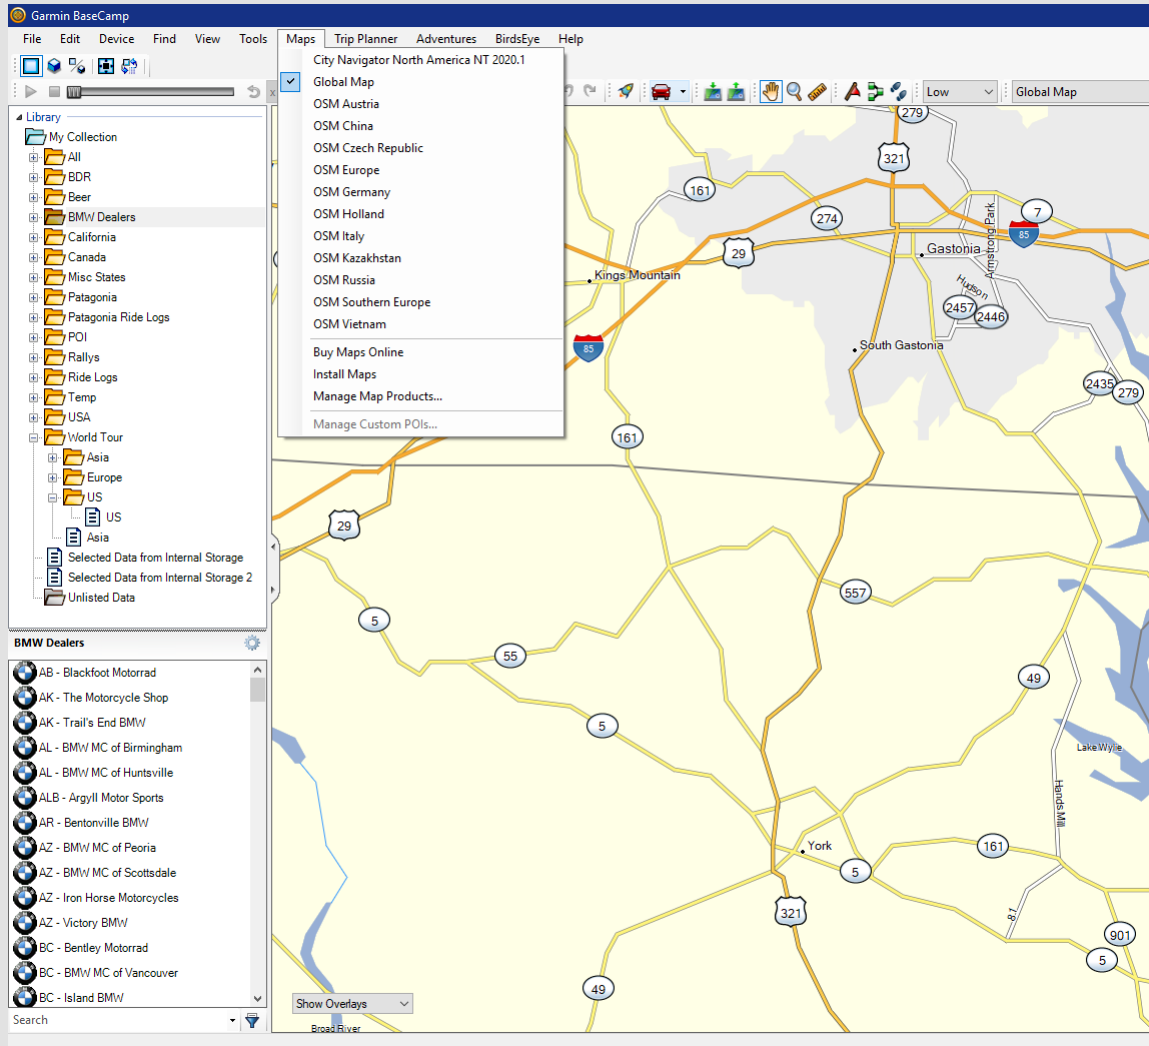 Garmin BaseCamp
File Edit Device Find View Tools Maps Trip Planner Adventures BirdsEye Help
Low Global Map
City Navigator North America NT 2020.1
Global Map
OSM Austria
OSM China
OSM Czech Republic
OSM Europe
OSM Germany
OSM Holland
OSM Italy
OSM Kazakhstan
OSM Russia
OSM Southern Europe
OSM Vietnam
Buy Maps Online
Install Maps
Manage Map Products...
Manage Custom POIs...
Library
My Collection
All
BDR
Beer
BMW Dealers
California
Canada
Misc States
Patagonia
Patagonia Ride Logs
POI
Rallys
Ride Logs
Temp
USA
World Tour
Asia
Europe
US
US
Asia
Selected Data from Internal Storage
Selected Data from Internal Storage 2
Unlisted Data
BMW Dealers
AB - Blackfoot Motorrad
AK - The Motorcycle Shop
AK - Trail's End BMW
AL - BMW MC of Birmingham
AL - BMW MC of Huntsville
ALB - Argyll Motor Sports
AR - Bentonville BMW
AZ - BMW MC of Peoria
AZ - BMW MC of Scottsdale
AZ - Iron Horse Motorcycles
AZ - Victory BMW
BC - Bentley Motorrad
BC - BMW MC of Vancouver
BC - Island BMW
Search
279
321
161
274
7
85
29
Armstrong Park
Gastonia
Kings Mountain
Hudson
2457
2446
85
South Gastonia
2435
279
161
29
557
5
55
49
5
Lake Wylie
Hands Mill
York
161
5
321
8.1
901
5
49
Show Overlays
Broad River